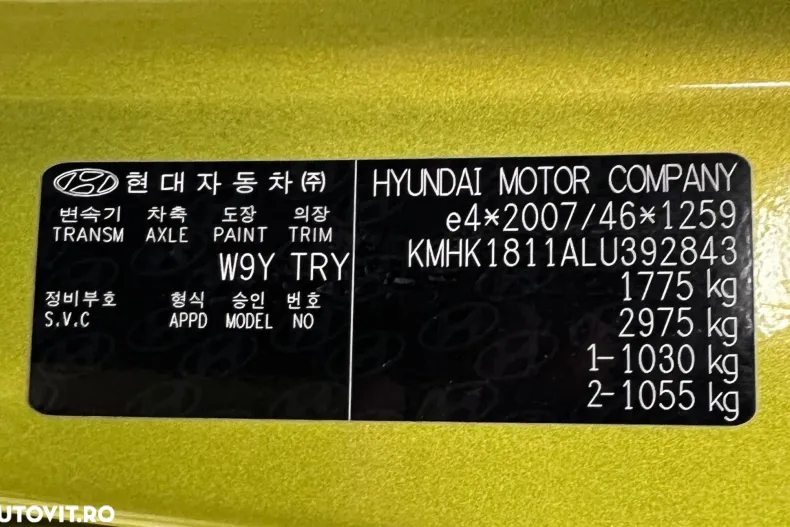 현대자동차㈜
변속기 차축 도장 의장
TRANSM AXLE PAINT TRIM
W9Y TRY
정비부호 형식 승인 번호
S.V.C APPD MODEL NO
HYUNDAI MOTOR COMPANY
e4*2007/46*1259
KMHK1811ALU392843
1775 kg
2975 kg
1-1030 kg
2-1055 kg
UTOVIT.RO